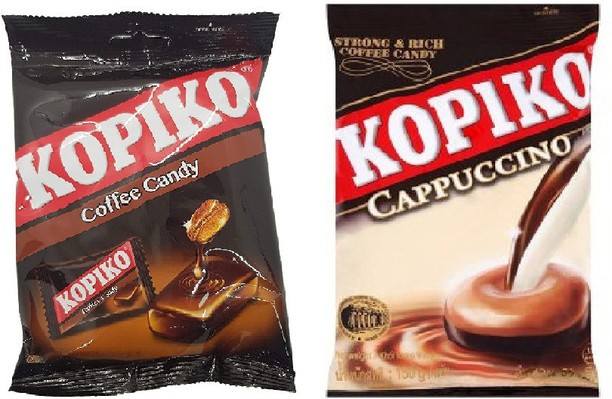 KOPIKO
Coffee Candy
KOPIKO
STRONG & RICH
COFFEE CANDY
KOPIKO
CAPPUCCINO